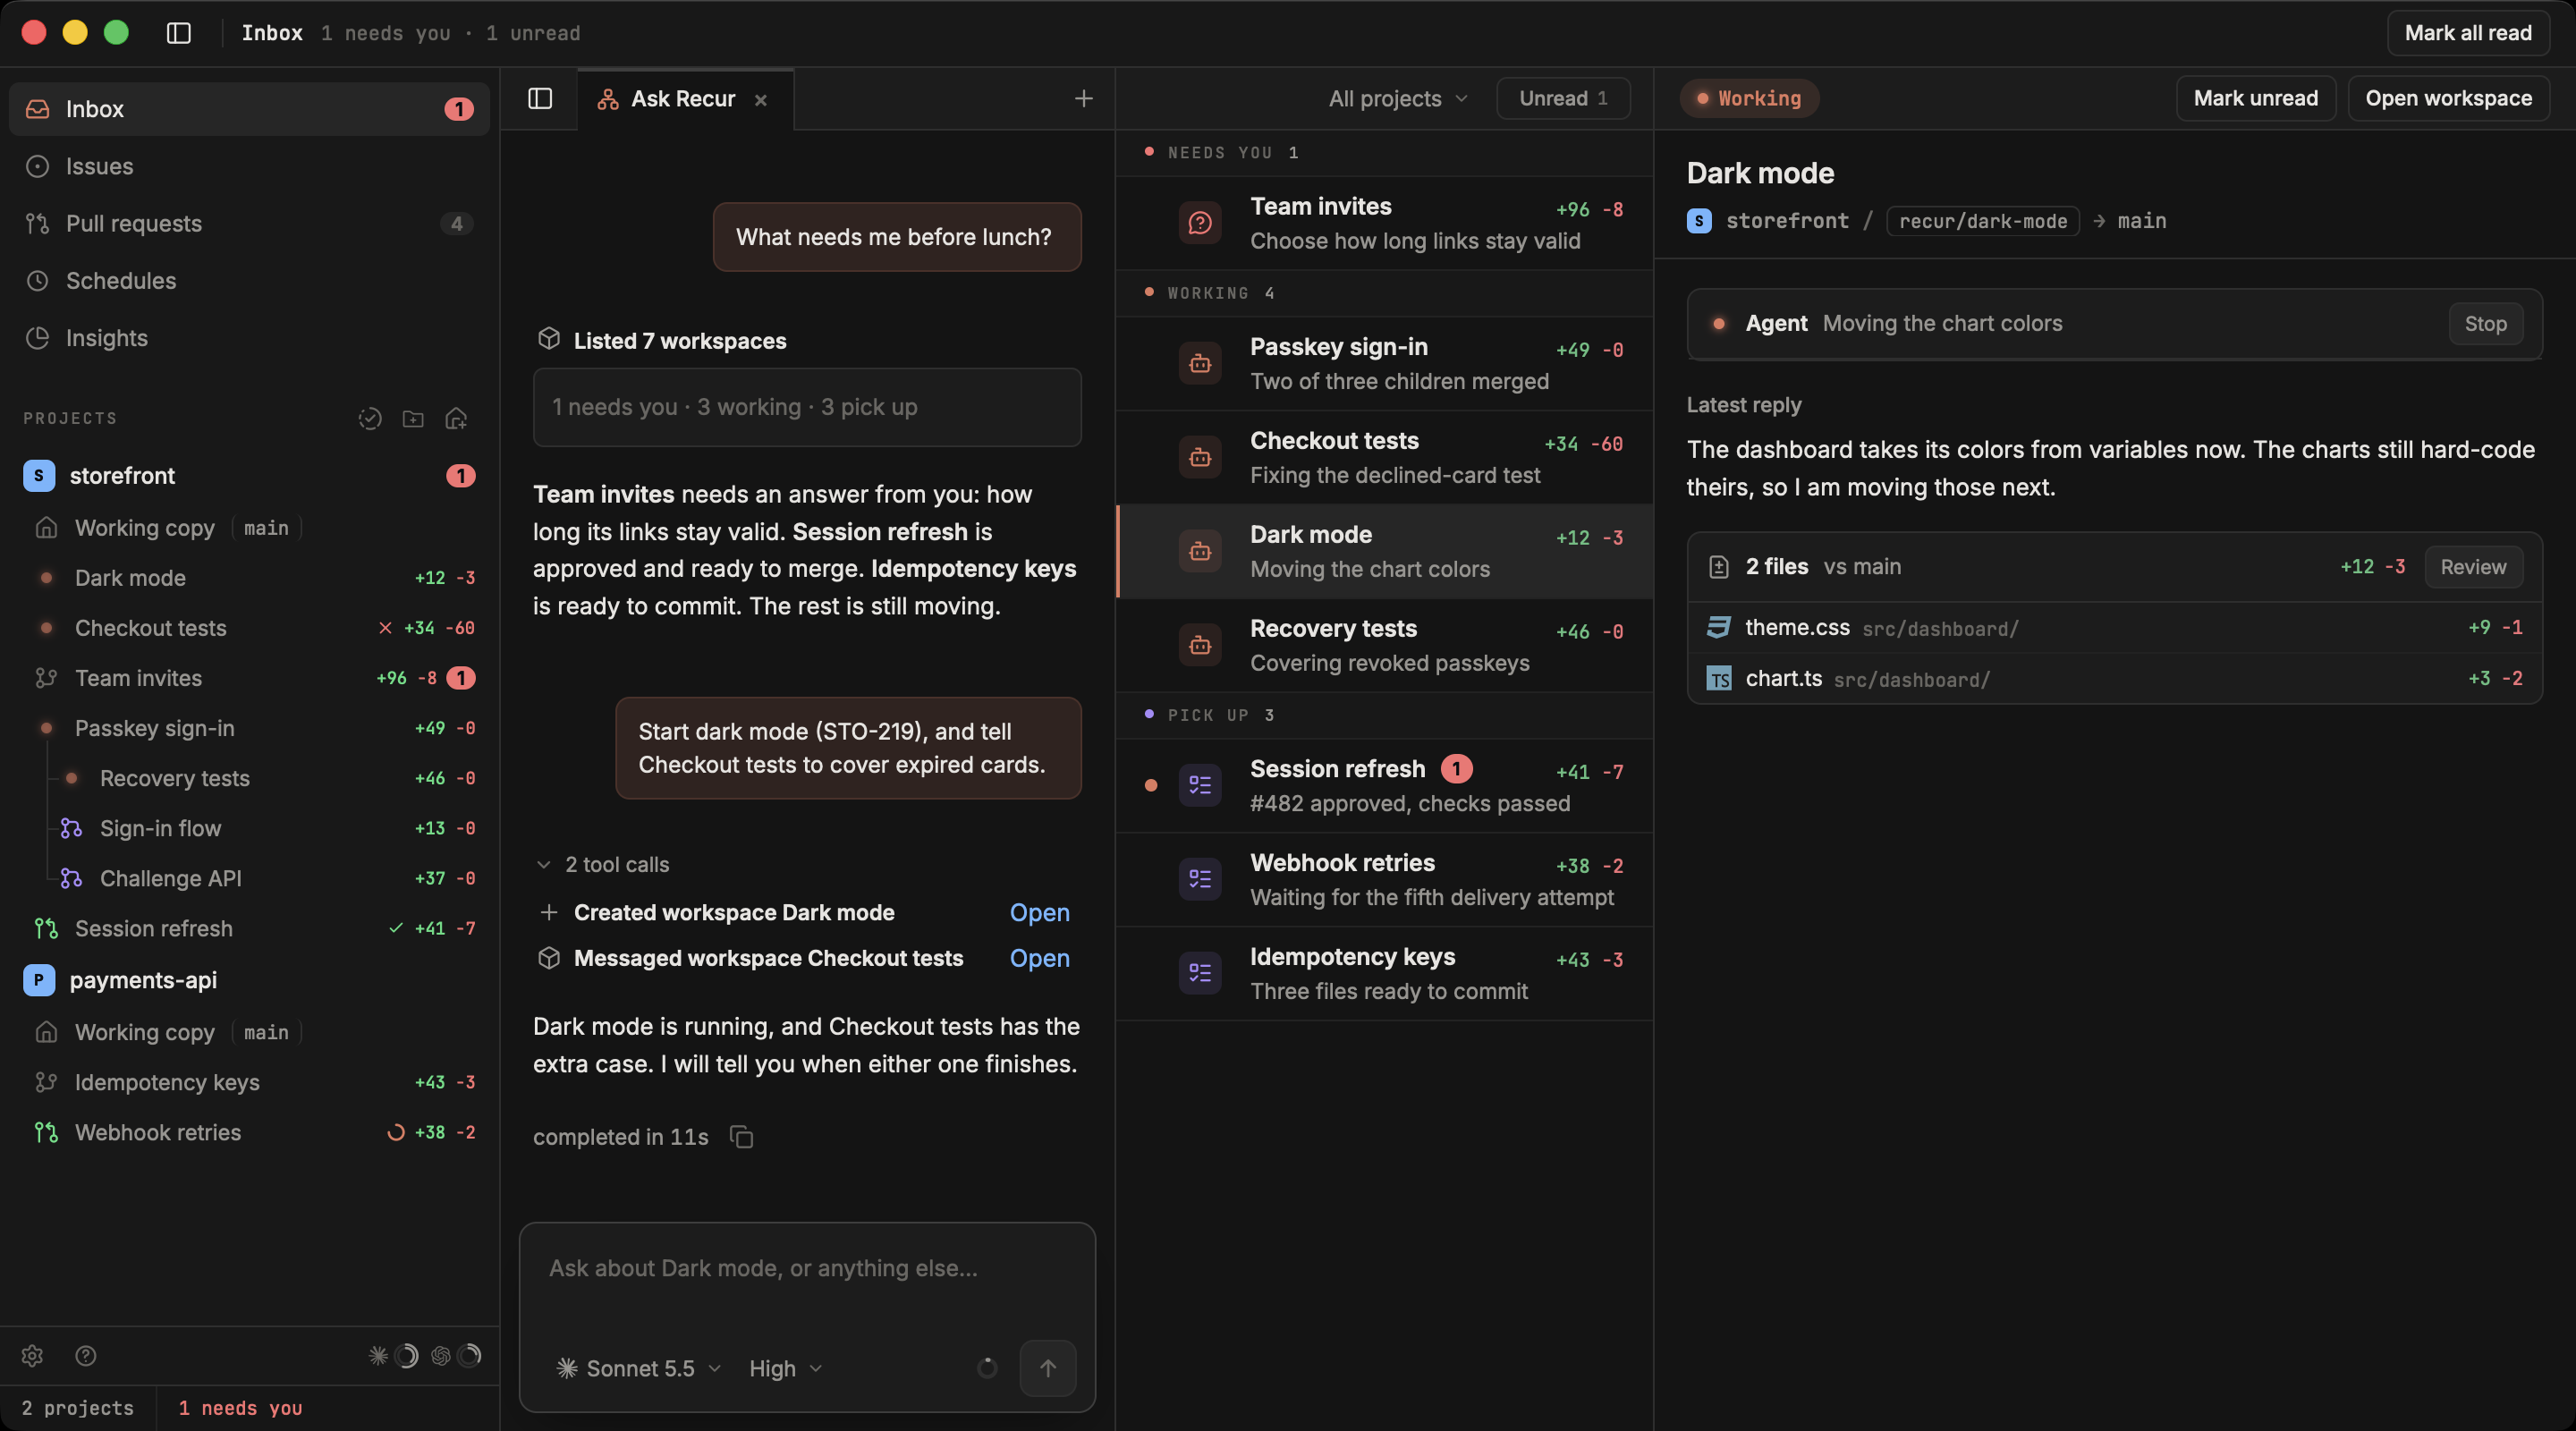 Inbox 1 needs you · 1 unread
Mark all read
Inbox 1
Issues
Pull requests 4
Schedules
Insights
PROJECTS
S storefront 1
Working copy main
Dark mode +12 -3
Checkout tests +34 -60
Team invites +96 -8 1
Passkey sign-in +49 -0
Recovery tests +46 -0
Sign-in flow +13 -0
Challenge API +37 -0
Session refresh +41 -7
P payments-api
Working copy main
Idempotency keys +43 -3
Webhook retries +38 -2
2 projects 1 needs you
Ask Recur
What needs me before lunch?
Listed 7 workspaces
1 needs you · 3 working · 3 pick up
Team invites needs an answer from you: how
long its links stay valid. Session refresh is
approved and ready to merge. Idempotency keys
is ready to commit. The rest is still moving.
Start dark mode (STO-219), and tell
Checkout tests to cover expired cards.
2 tool calls
Created workspace Dark mode Open
Messaged workspace Checkout tests Open
Dark mode is running, and Checkout tests has the
extra case. I will tell you when either one finishes.
completed in 11s
Ask about Dark mode, or anything else...
Sonnet 5.5 High
All projects Unread 1
NEEDS YOU 1
Team invites +96 -8
Choose how long links stay valid
WORKING 4
Passkey sign-in +49 -0
Two of three children merged
Checkout tests +34 -60
Fixing the declined-card test
Dark mode +12 -3
Moving the chart colors
Recovery tests +46 -0
Covering revoked passkeys
PICK UP 3
Session refresh 1 +41 -7
#482 approved, checks passed
Webhook retries +38 -2
Waiting for the fifth delivery attempt
Idempotency keys +43 -3
Three files ready to commit
Working Mark unread Open workspace
Dark mode
S storefront / recur/dark-mode → main
Agent Moving the chart colors Stop
Latest reply
The dashboard takes its colors from variables now. The charts still hard-code
theirs, so I am moving those next.
2 files vs main +12 -3 Review
theme.css src/dashboard/ +9 -1
TS chart.ts src/dashboard/ +3 -2